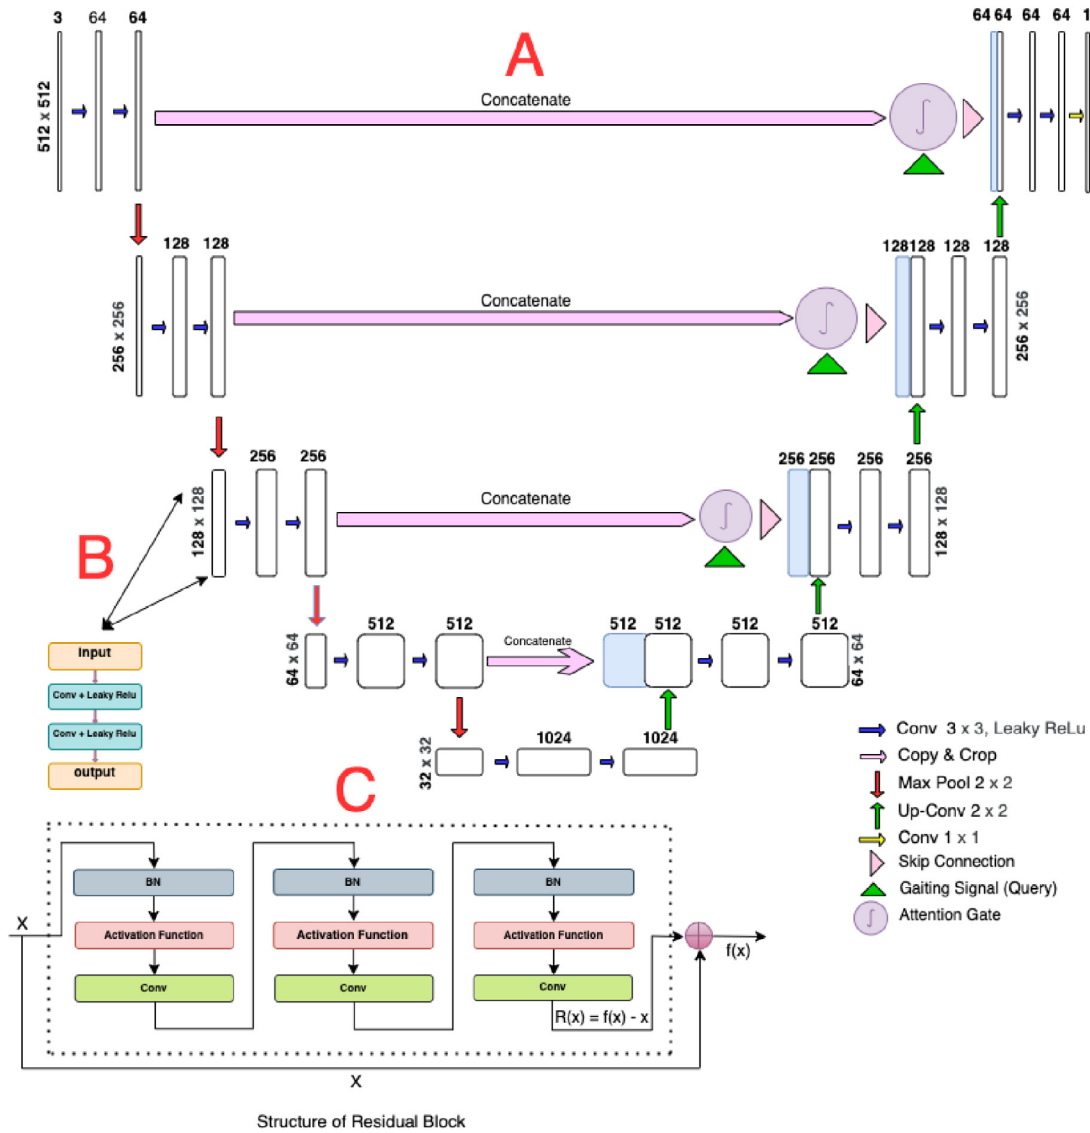 3 64 64
A
64 64 64 64 1
512 x 512
Concatenate
128 128
128 128 128 128
256 x 256
Concatenate
256 x 256
256 256
256 256 256 256
128 x 128
Concatenate
128 x 128
B
512 512
512 512 512 512
64 x 64
Concatenate
64 x 64
Input
Conv + Leaky Relu
Conv + Leaky Relu
output
1024 1024
32 x 32
Conv 3 x 3, Leaky ReLu
Copy & Crop
Max Pool 2 x 2
Up-Conv 2 x 2
Conv 1 x 1
Skip Connection
Gaiting Signal (Query)
Attention Gate
C
BN BN BN
X
Activation Function Activation Function Activation Function
f(x)
Conv Conv Conv
R(x) = f(x) - x
X
Structure of Residual Block